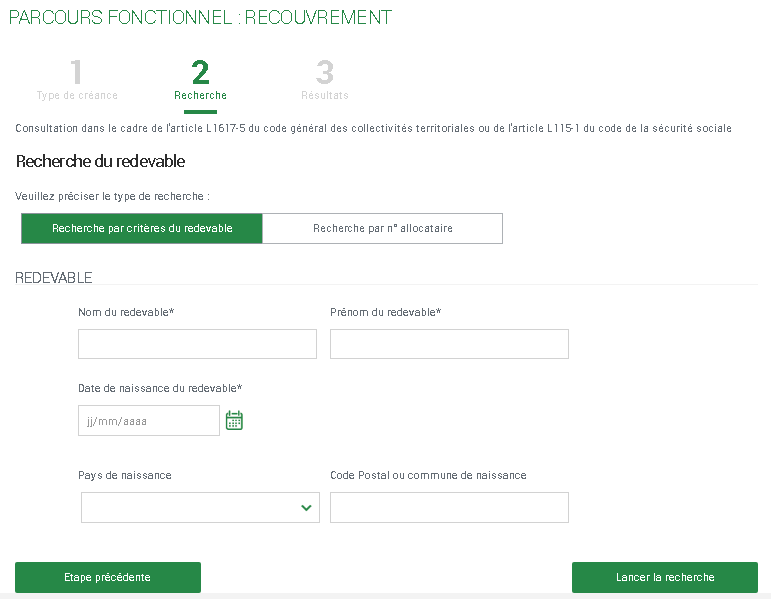 PARCOURS FONCTIONNEL : RECOUVREMENT
1 2 3
Type de créance Recherche Résultats
Consultation dans le cadre de l'article L1617-5 du code général des collectivités territoriales ou de l'article L115-1 du code de la sécurité sociale
Recherche du redevable
Veuillez préciser le type de recherche :
Recherche par critères du redevable Recherche par n° allocataire
REDEVABLE
Nom du redevable* Prénom du redevable*
Date de naissance du redevable*
jj/mm/aaaa
Pays de naissance Code Postal ou commune de naissance
Etape précédente Lancer la recherche